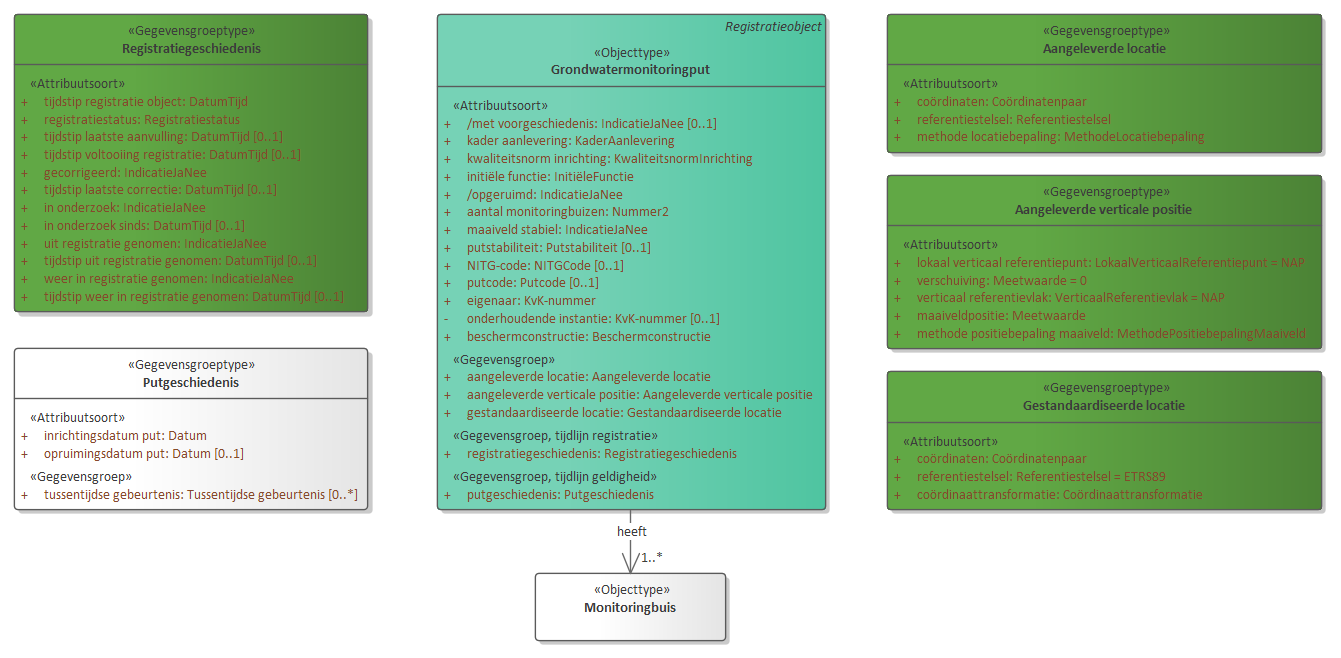 «Gegevensgroeptype»
Registratiegeschiedenis
«Attribuutsoort»
+ tijdstip registratie object: DatumTijd
+ registratiestatus: Registratiestatus
+ tijdstip laatste aanvulling: DatumTijd [0..1]
+ tijdstip voltooiing registratie: DatumTijd [0..1]
+ gecorrigeerd: IndicatieJaNee
+ tijdstip laatste correctie: DatumTijd [0..1]
+ in onderzoek: IndicatieJaNee
+ in onderzoek sinds: DatumTijd [0..1]
+ uit registratie genomen: IndicatieJaNee
+ tijdstip uit registratie genomen: DatumTijd [0..1]
+ weer in registratie genomen: IndicatieJaNee
+ tijdstip weer in registratie genomen: DatumTijd [0..1]
«Gegevensgroeptype»
Putgeschiedenis
«Attribuutsoort»
+ inrichtingsdatum put: Datum
+ opruimingsdatum put: Datum [0..1]
«Gegevensgroep»
+ tussentijdse gebeurtenis: Tussentijdse gebeurtenis [0..*]
Registratieobject
«Objecttype»
Grondwatermonitoringput
«Attribuutsoort»
+ /met voorgeschiedenis: IndicatieJaNee [0..1]
+ kader aanlevering: KaderAanlevering
+ kwaliteitsnorm inrichting: KwaliteitsnormInrichting
+ initiële functie: InitiëleFunctie
+ /opgeruimd: IndicatieJaNee
+ aantal monitoringbuizen: Nummer2
+ maaiveld stabiel: IndicatieJaNee
+ putstabiliteit: Putstabiliteit [0..1]
+ NITG-code: NITGCode [0..1]
+ putcode: Putcode [0..1]
+ eigenaar: KvK-nummer
- onderhoudende instantie: KvK-nummer [0..1]
+ beschermconstructie: Beschermconstructie
«Gegevensgroep»
+ aangeleverde locatie: Aangeleverde locatie
+ aangeleverde verticale positie: Aangeleverde verticale positie
+ gestandaardiseerde locatie: Gestandaardiseerde locatie
«Gegevensgroep, tijdlijn registratie»
+ registratiegeschiedenis: Registratiegeschiedenis
«Gegevensgroep, tijdlijn geldigheid»
+ putgeschiedenis: Putgeschiedenis
heeft
1..*
«Objecttype»
Monitoringbuis
«Gegevensgroeptype»
Aangeleverde locatie
«Attribuutsoort»
+ coördinaten: Coördinatenpaar
+ referentiestelsel: Referentiestelsel
+ methode locatiebepaling: MethodeLocatiebepaling
«Gegevensgroeptype»
Aangeleverde verticale positie
«Attribuutsoort»
+ lokaal verticaal referentiepunt: LokaalVerticaalReferentiepunt = NAP
+ verschuiving: Meetwaarde = 0
+ verticaal referentievlak: VerticaalReferentievlak = NAP
+ maaiveldpositie: Meetwaarde
+ methode positiebepaling maaiveld: MethodePositiebepalingMaaiveld
«Gegevensgroeptype»
Gestandaardiseerde locatie
«Attribuutsoort»
+ coördinaten: Coördinatenpaar
+ referentiestelsel: Referentiestelsel = ETRS89
+ coördinaattransformatie: Coördinaattransformatie